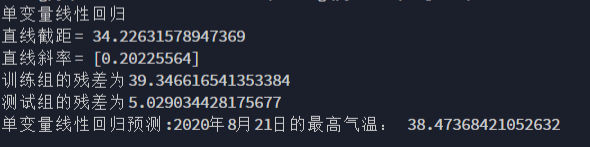 单变量线性回归
直线截距= 34.22631578947369
直线斜率= [0.20225564]
训练组的残差为39.346616541353384
测试组的残差为5.029034428175677
单变量线性回归预测:2020年8月21日的最高气温： 38.47368421052632